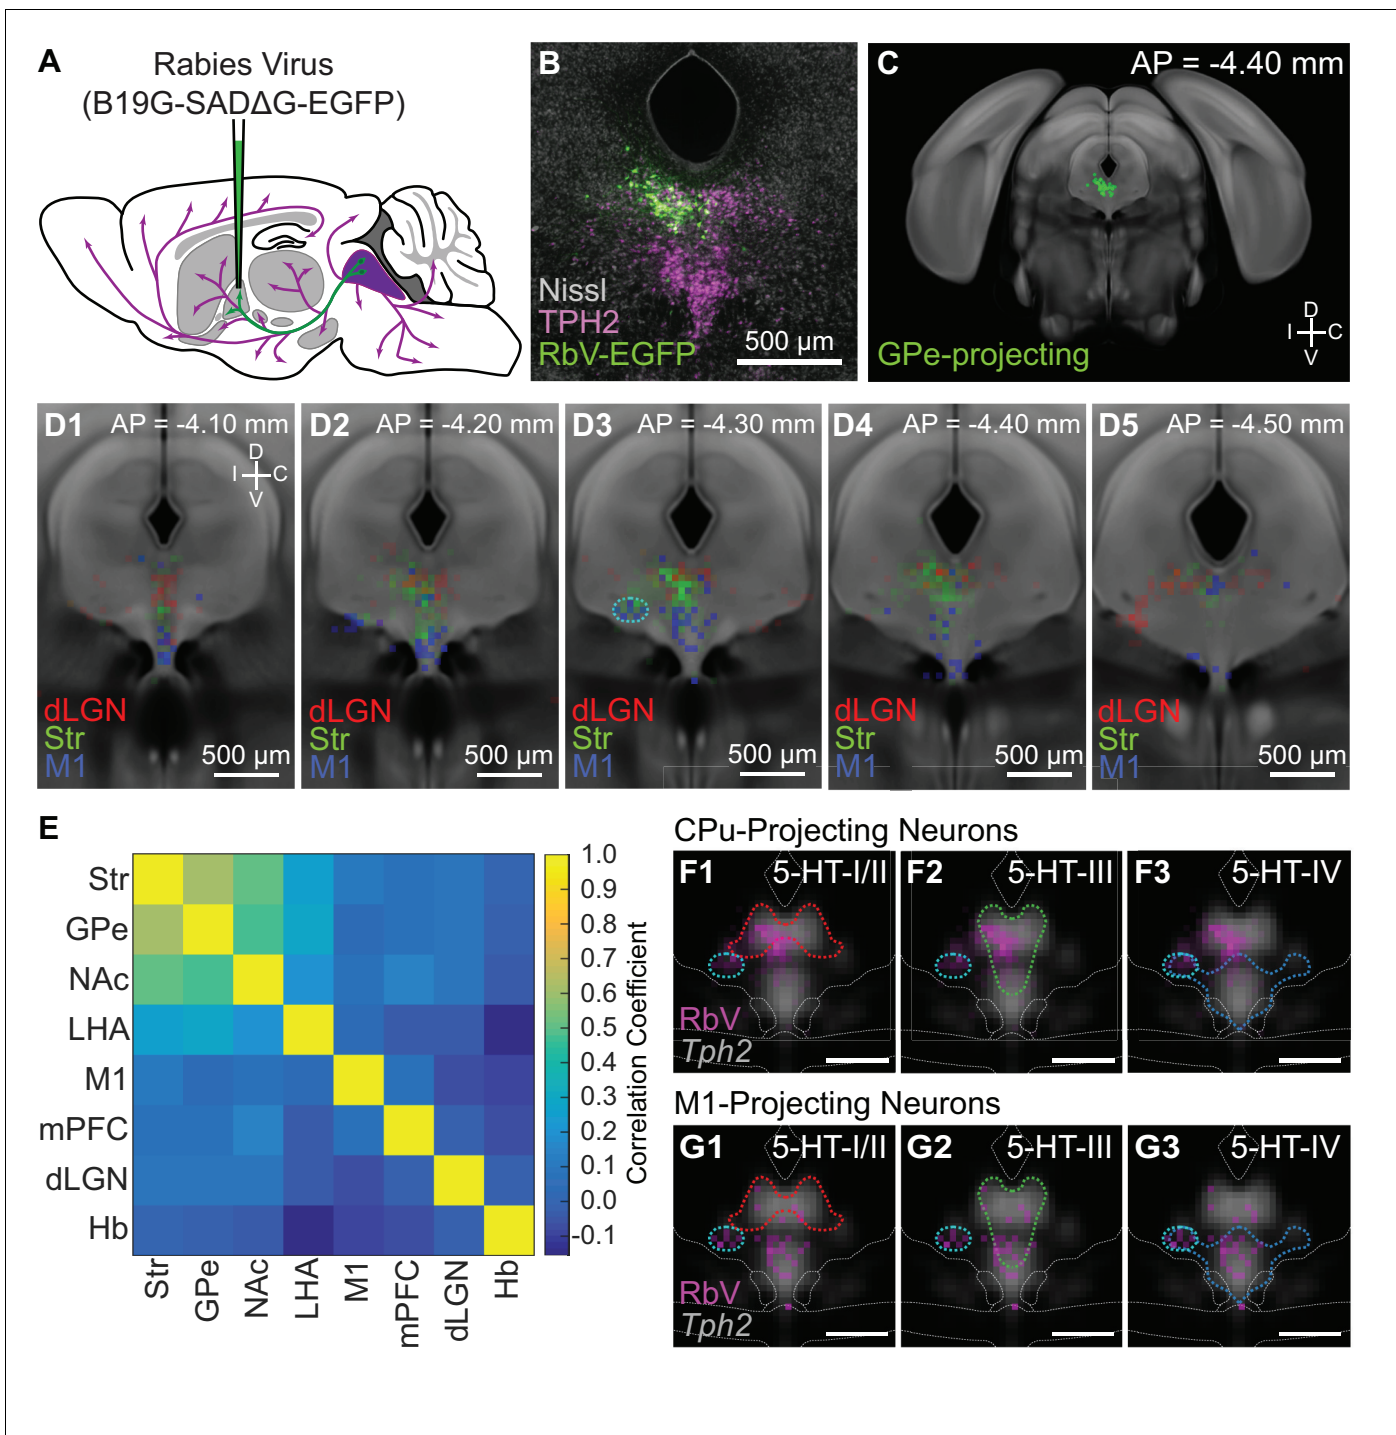 A
Rabies Virus
(B19G-SADΔG-EGFP)
B
Nissl
TPH2
RbV-EGFP
500 µm
C
AP = -4.40 mm
GPe-projecting
D
I C
V
D1 AP = -4.10 mm
D
I C
V
dLGN
Str
M1
500 µm
D2 AP = -4.20 mm
dLGN
Str
M1
500 µm
D3 AP = -4.30 mm
dLGN
Str
M1
500 µm
D4 AP = -4.40 mm
dLGN
Str
M1
500 µm
D5 AP = -4.50 mm
dLGN
Str
M1
500 µm
E
Str
GPe
NAc
LHA
M1
mPFC
dLGN
Hb
Str GPe NAc LHA M1 mPFC dLGN Hb
1.0
0.9
0.8
0.7
0.6
0.5
0.4
0.3
0.2
0.1
0.0
-0.1
Correlation Coefficient
CPu-Projecting Neurons
F1 5-HT-I/II
RbV
Tph2
F2 5-HT-III
F3 5-HT-IV
M1-Projecting Neurons
G1 5-HT-I/II
RbV
Tph2
G2 5-HT-III
G3 5-HT-IV